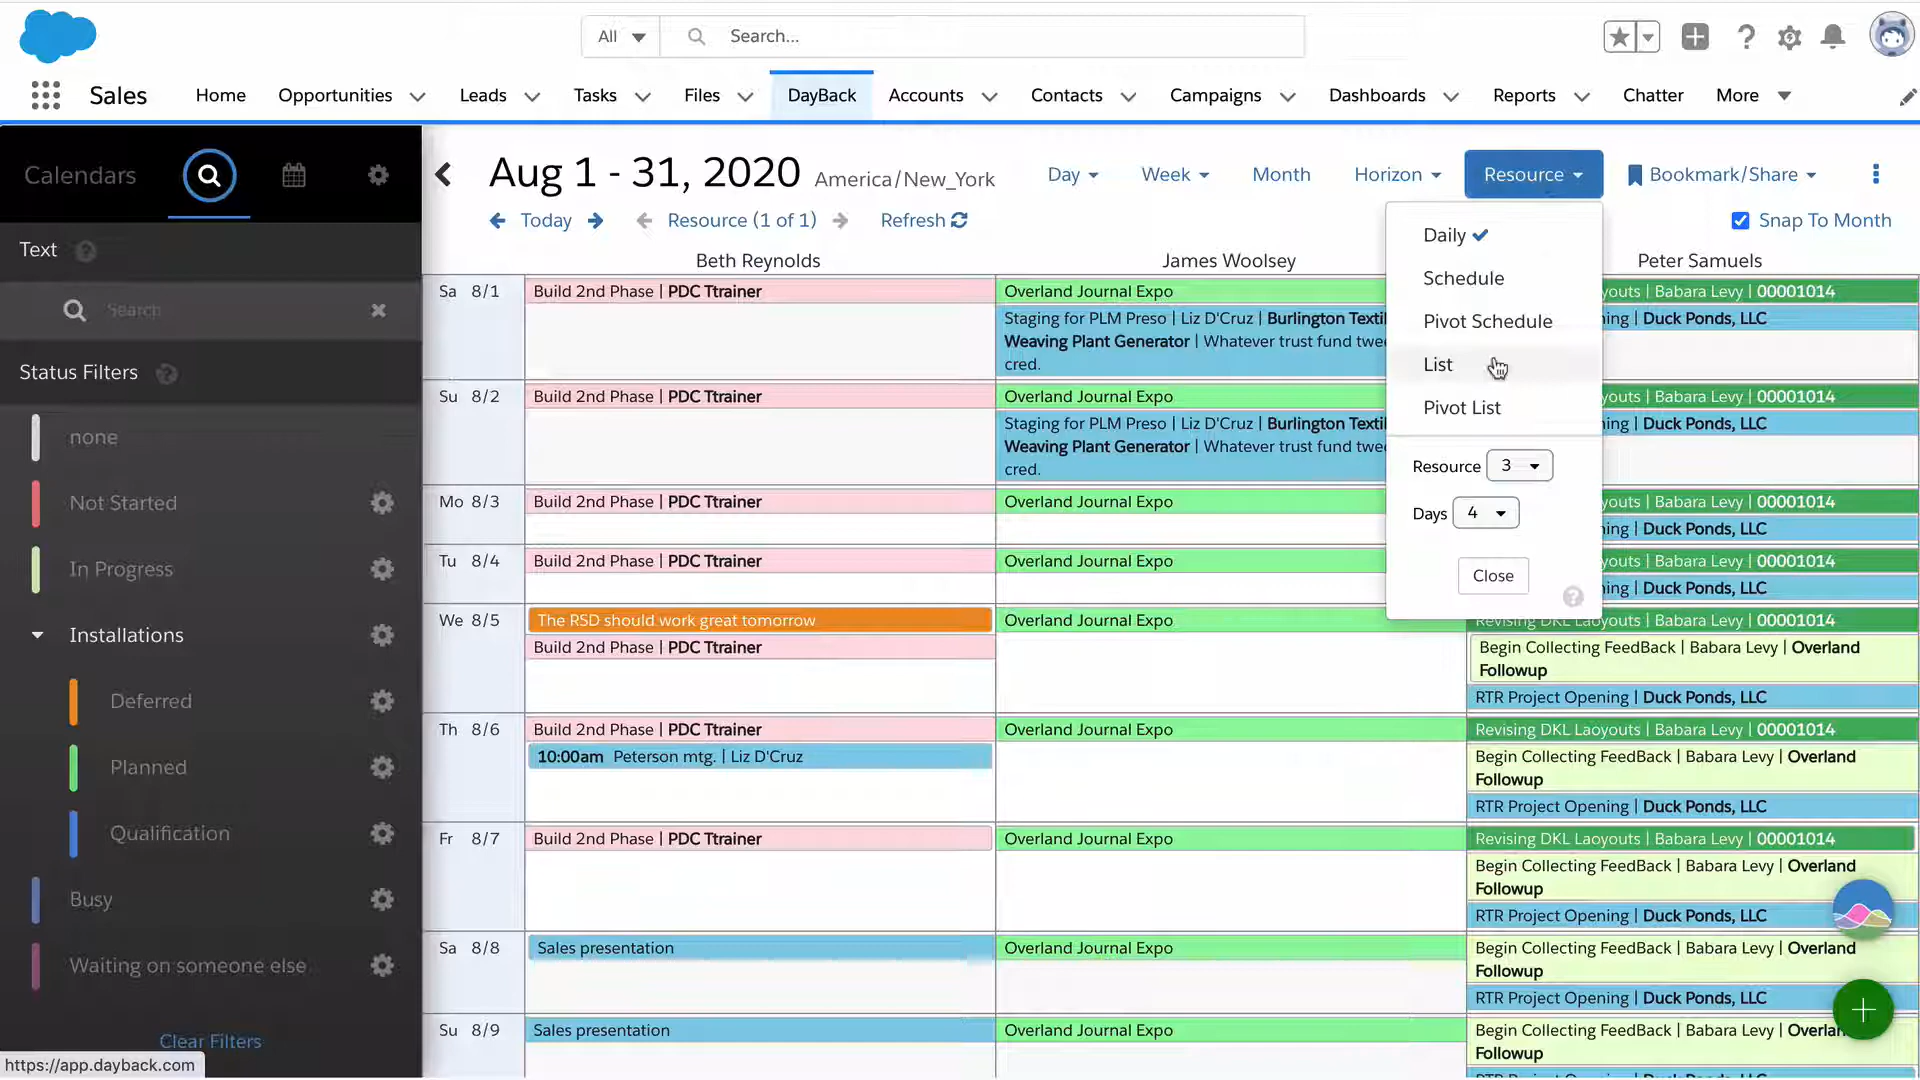 All
Search...
Sales
Home
Opportunities
Leads
Tasks
Files
DayBack
Accounts
Contacts
Campaigns
Dashboards
Reports
Chatter
More
Calendars
Text
Search
Status Filters
none
Not Started
In Progress
Installations
Deferred
Planned
Qualification
Busy
Waiting on someone else
Clear Filters
https://app.dayback.com
Aug 1 - 31, 2020 America/New_York
Day
Week
Month
Horizon
Resource
Bookmark/Share
Today
Resource (1 of 1)
Refresh
Snap To Month
Daily
Schedule
Pivot Schedule
List
Pivot List
Resource 3
Days 4
Close
Beth Reynolds
James Woolsey
Peter Samuels
Sa 8/1
Build 2nd Phase | PDC Ttrainer
Overland Journal Expo
Staging for PLM Preso | Liz D'Cruz | Burlington Textil
Weaving Plant Generator | Whatever trust fund twe
cred.
youts | Babara Levy | 00001014
ning | Duck Ponds, LLC
Su 8/2
Build 2nd Phase | PDC Ttrainer
Overland Journal Expo
Staging for PLM Preso | Liz D'Cruz | Burlington Textil
Weaving Plant Generator | Whatever trust fund twe
cred.
youts | Babara Levy | 00001014
ning | Duck Ponds, LLC
Mo 8/3
Build 2nd Phase | PDC Ttrainer
Overland Journal Expo
youts | Babara Levy | 00001014
ning | Duck Ponds, LLC
Tu 8/4
Build 2nd Phase | PDC Ttrainer
Overland Journal Expo
youts | Babara Levy | 00001014
ning | Duck Ponds, LLC
We 8/5
The RSD should work great tomorrow
Build 2nd Phase | PDC Ttrainer
Overland Journal Expo
Revising DKL Laoyouts | Babara Levy | 00001014
Begin Collecting FeedBack | Babara Levy | Overland
Followup
RTR Project Opening | Duck Ponds, LLC
Th 8/6
Build 2nd Phase | PDC Ttrainer
10:00am Peterson mtg. | Liz D'Cruz
Overland Journal Expo
Revising DKL Laoyouts | Babara Levy | 00001014
Begin Collecting FeedBack | Babara Levy | Overland
Followup
RTR Project Opening | Duck Ponds, LLC
Fr 8/7
Build 2nd Phase | PDC Ttrainer
Overland Journal Expo
Revising DKL Laoyouts | Babara Levy | 00001014
Begin Collecting FeedBack | Babara Levy | Overland
Followup
RTR Project Opening | Duck Ponds, LLC
Sa 8/8
Sales presentation
Overland Journal Expo
Begin Collecting FeedBack | Babara Levy | Overland
Followup
RTR Project Opening | Duck Ponds, LLC
Su 8/9
Sales presentation
Overland Journal Expo
Begin Collecting FeedBack | Babara Levy | Overla
Followup